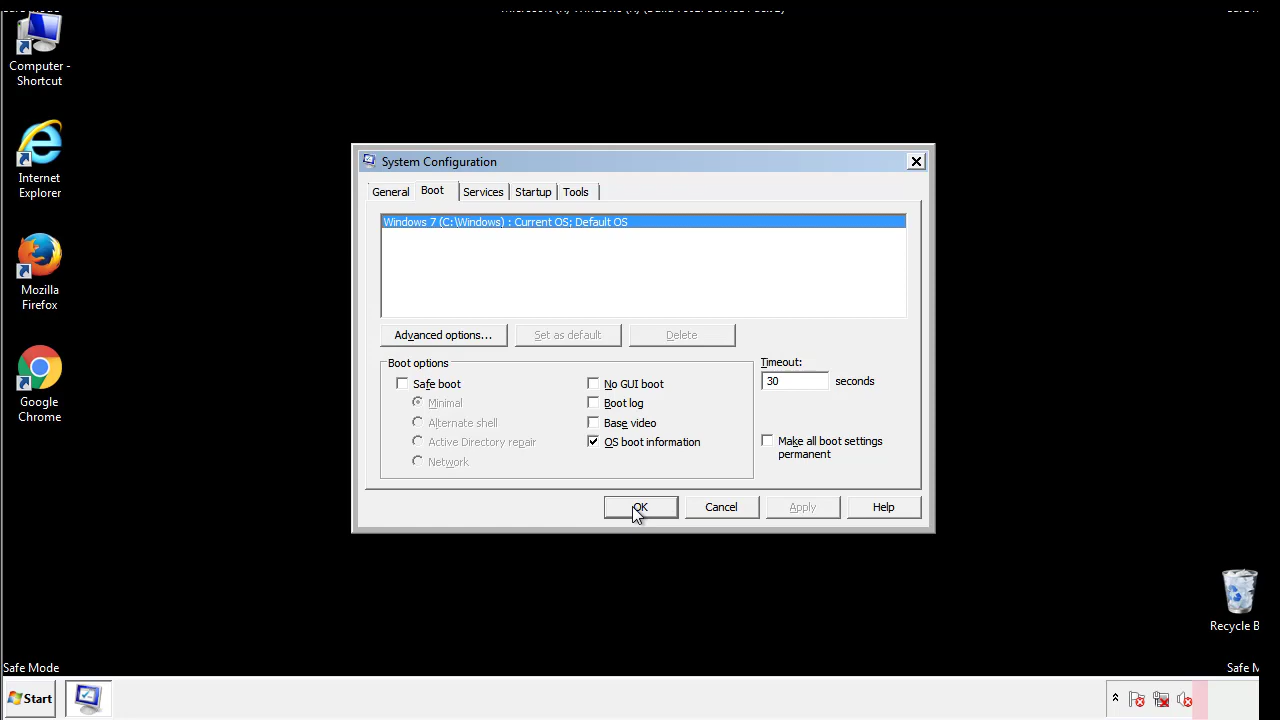 Computer -
Shortcut
Internet
Explorer
Mozilla
Firefox
Google
Chrome
System Configuration
General Boot Services Startup Tools
Windows 7 (C:\Windows) : Current OS; Default OS
Advanced options... Set as default Delete
Boot options
Safe boot
Minimal
Alternate shell
Active Directory repair
Network
No GUI boot
Boot log
Base video
OS boot information
Timeout:
30 seconds
Make all boot settings
permanent
OK Cancel Apply Help
Recycle B
Safe Mode
Safe M
Start